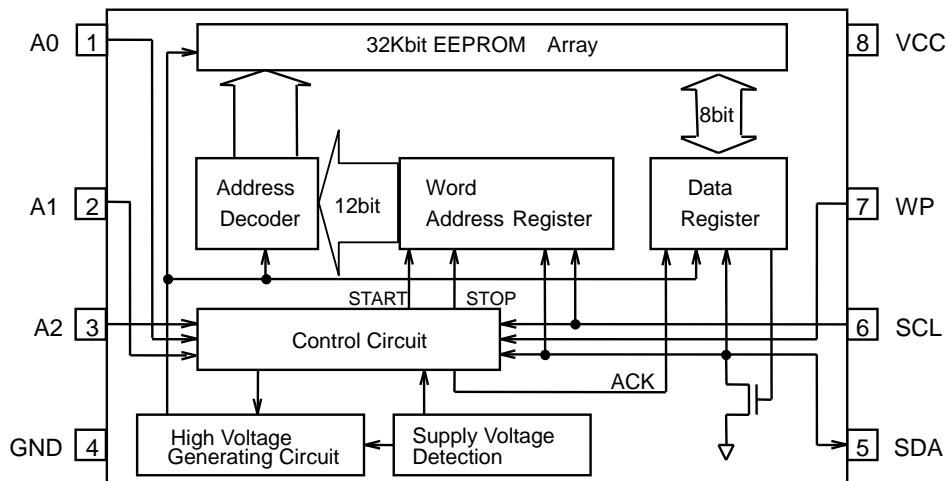 A0 1
32Kbit EEPROM Array
8 VCC
8bit
A1 2
Address
Decoder
12bit
Word
Address Register
Data
Register
7 WP
START
STOP
A2 3
Control Circuit
6 SCL
ACK
GND 4
High Voltage
Generating Circuit
Supply Voltage
Detection
5 SDA